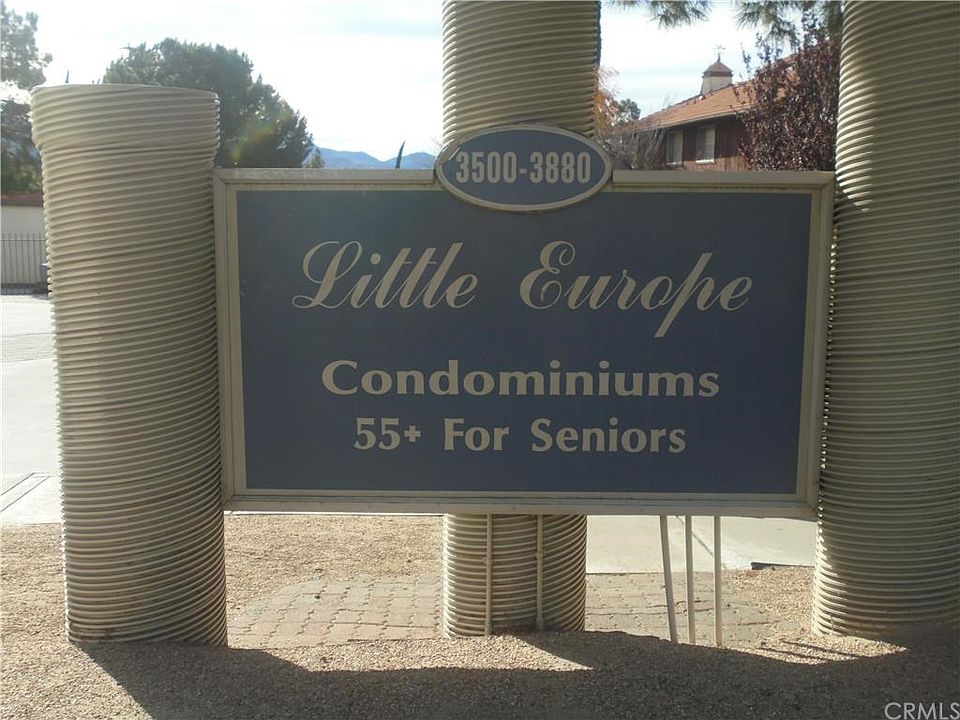 3500-3880
Little Europe
Condominiums
55+ For Seniors
CRMLS